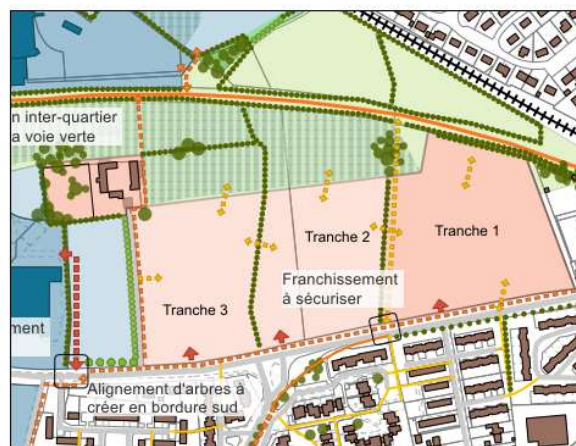 n inter-quartier
a voie verte
Tranche 1
Tranche 2
Franchissement
à sécuriser
Tranche 3
ment
Alignement d'arbres à
créer en bordure sud